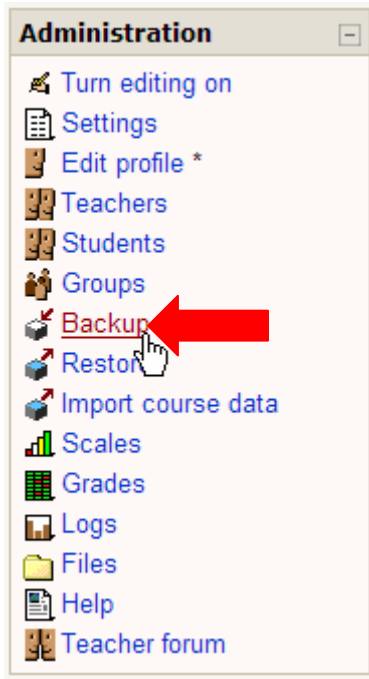 Administration
Turn editing on
Settings
Edit profile *
Teachers
Students
Groups
Backup
Restor
Import course data
Scales
Grades
Logs
Files
Help
Teacher forum